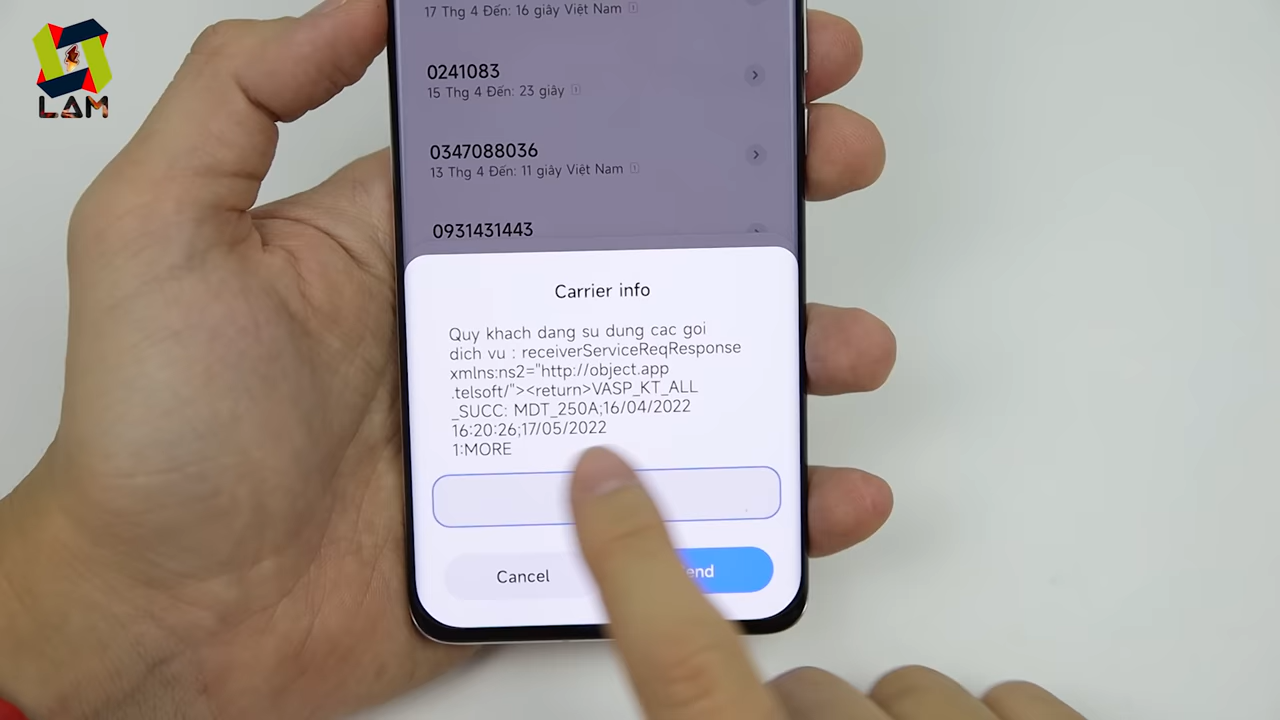 LAM
17 Thg 4 Đến: 16 giây Việt Nam
0241083
15 Thg 4 Đến: 23 giây
0347088036
13 Thg 4 Đến: 11 giây Việt Nam
0931431443
Carrier info
Quy khach dang su dung cac goi
dich vu : receiverServiceReqResponse
xmlns:ns2="http://object.app
.telsoft/"><return>VASP_KT_ALL
_SUCC: MDT_250A;16/04/2022
16:20:26;17/05/2022
1:MORE
Cancel
end